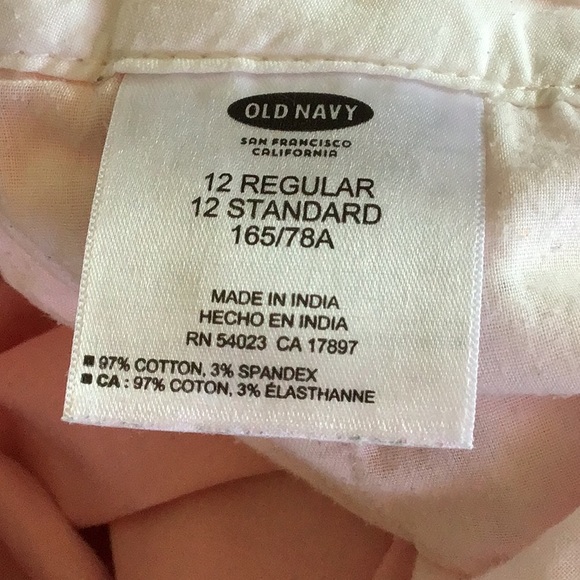 OLD NAVY
SAN FRANCISCO
CALIFORNIA
12 REGULAR
12 STANDARD
165/78A
MADE IN INDIA
HECHO EN INDIA
RN 54023 CA 17897
■ 97% COTTON, 3% SPANDEX
■ CA : 97% COTON, 3% ÉLASTHANNE